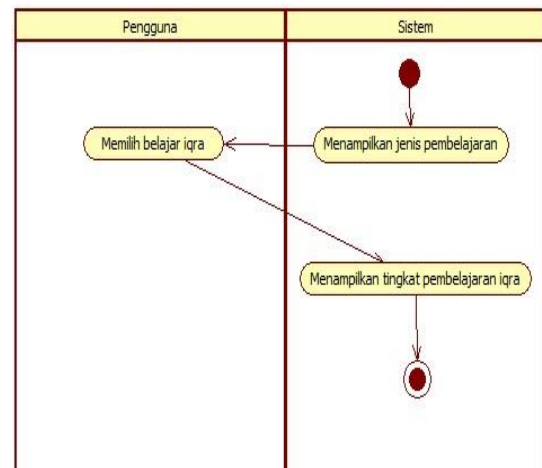 Pengguna
Sistem
Menampilkan jenis pembelajaran
Memilih belajar iqra
Menampilkan tingkat pembelajaran iqra